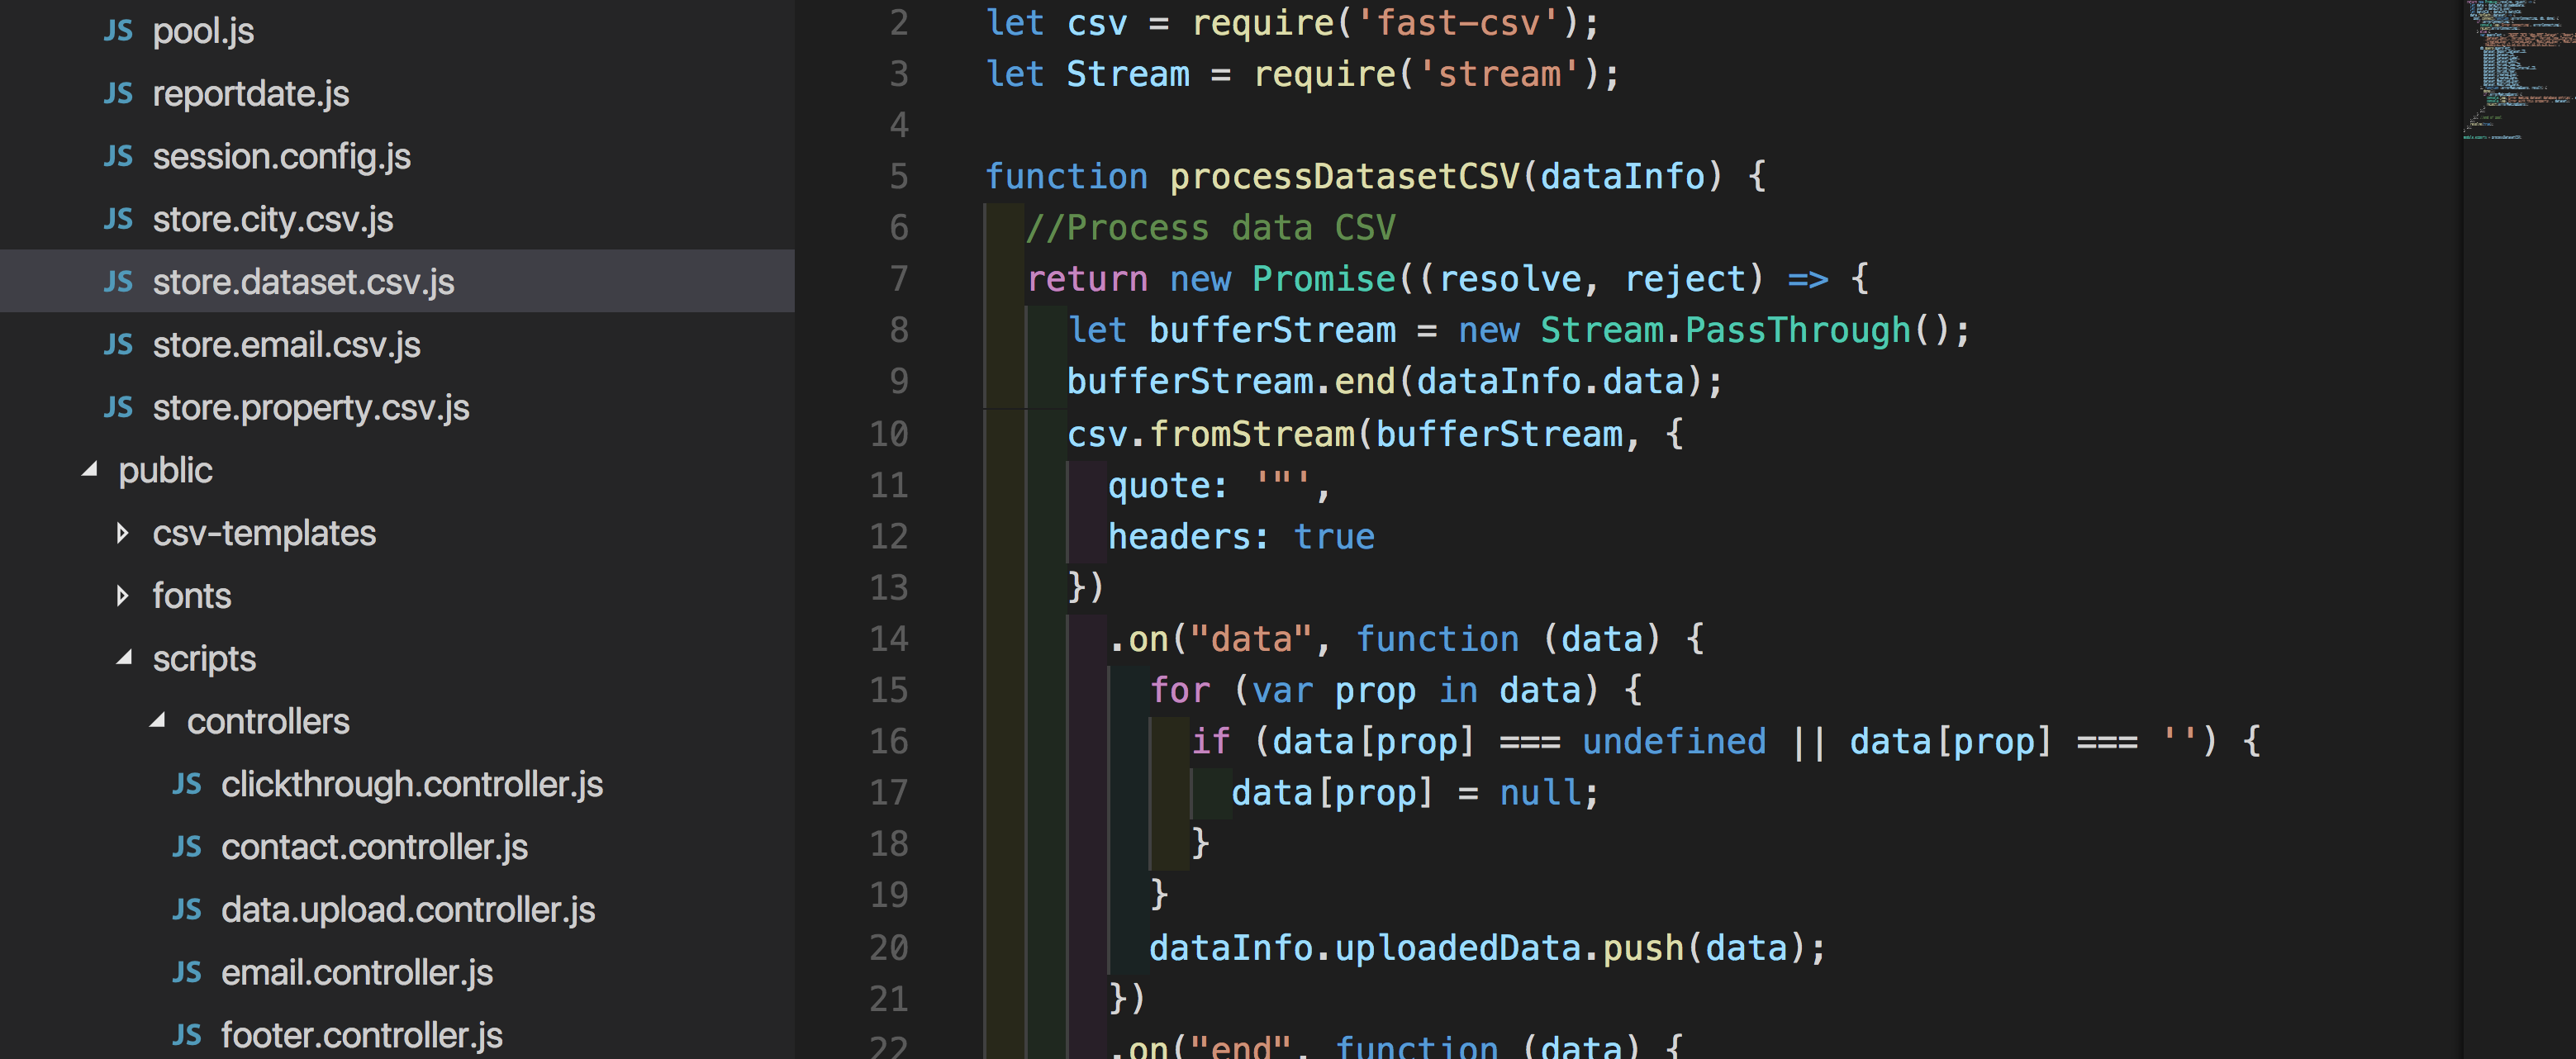 JS pool.js
JS reportdate.js
JS session.config.js
JS store.city.csv.js
JS store.dataset.csv.js
JS store.email.csv.js
JS store.property.csv.js
public
csv-templates
fonts
scripts
controllers
JS clickthrough.controller.js
JS contact.controller.js
JS data.upload.controller.js
JS email.controller.js
JS footer.controller.js
2 let csv = require('fast-csv');
3 let Stream = require('stream');
4
5 function processDatasetCSV(dataInfo) {
6 //Process data CSV
7 return new Promise((resolve, reject) => {
8 let bufferStream = new Stream.PassThrough();
9 bufferStream.end(dataInfo.data);
10 csv.fromStream(bufferStream, {
11 quote: '"',
12 headers: true
13 })
14 .on("data", function (data) {
15 for (var prop in data) {
16 if (data[prop] === undefined || data[prop] === '') {
17 data[prop] = null;
18 }
19 }
20 dataInfo.uploadedData.push(data);
21 })
22 .on("end", function (data) {